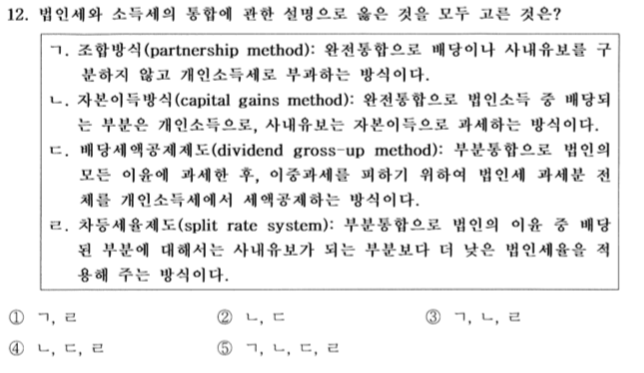 12. 법인세와 소득세의 통합에 관한 설명으로 옳은 것을 모두 고른 것은?
ㄱ. 조합방식(partnership method): 완전통합으로 배당이나 사내유보를 구
분하지 않고 개인소득세로 부과하는 방식이다.
ㄴ. 자본이득방식(capital gains method): 완전통합으로 법인소득 중 배당되
는 부분은 개인소득으로, 사내유보는 자본이득으로 과세하는 방식이다.
ㄷ. 배당세액공제제도(dividend gross-up method): 부분통합으로 법인의
모든 이윤에 과세한 후, 이중과세를 피하기 위하여 법인세 과세분 전
체를 개인소득세에서 세액공제하는 방식이다.
ㄹ. 차등세율제도(split rate system): 부분통합으로 법인의 이윤 중 배당
된 부분에 대해서는 사내유보가 되는 부분보다 더 낮은 법인세율을 적
용해 주는 방식이다.
① ㄱ, ㄹ ② ㄴ, ㄷ ③ ㄱ, ㄴ, ㄹ
④ ㄴ, ㄷ, ㄹ ⑤ ㄱ, ㄴ, ㄷ, ㄹ